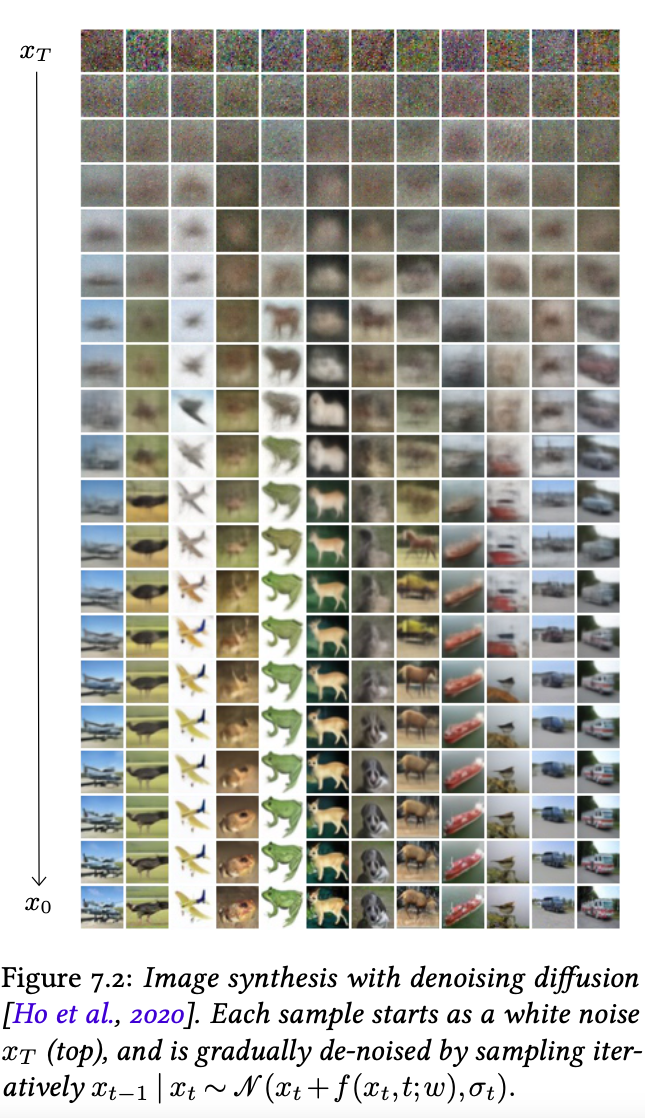 x_T
x_0
Figure 7.2: Image synthesis with denoising diffusion
[Ho et al., 2020]. Each sample starts as a white noise
x_T (top), and is gradually de-noised by sampling iter-
atively x_{t−1} | x_t ∼ 𝒩(x_t + f(x_t, t; w), σ_t).